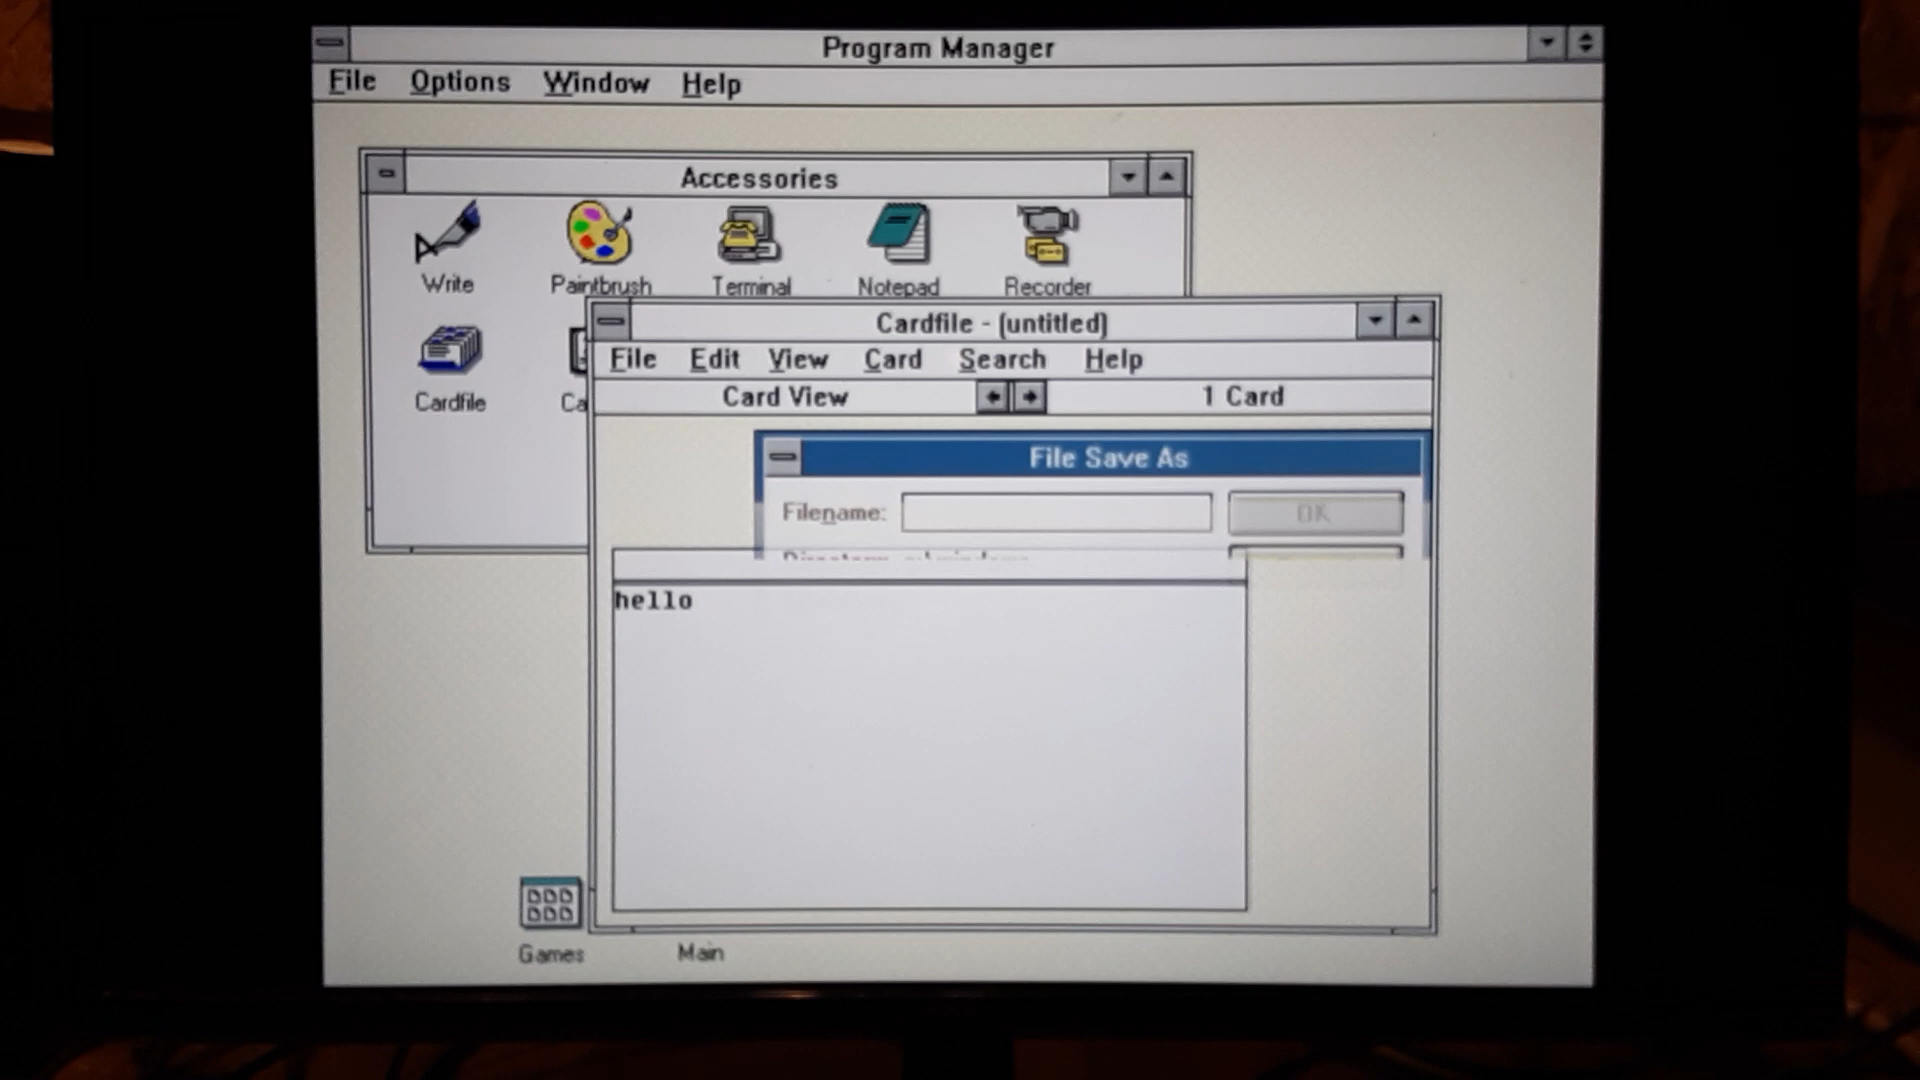 Program Manager
File Options Window Help
Accessories
Write Paintbrush Terminal Notepad Recorder
Cardfile - (untitled)
File Edit View Card Search Help
Cardfile Ca
Card View 1 Card
File Save As
Filename: OK
hello
Games Main